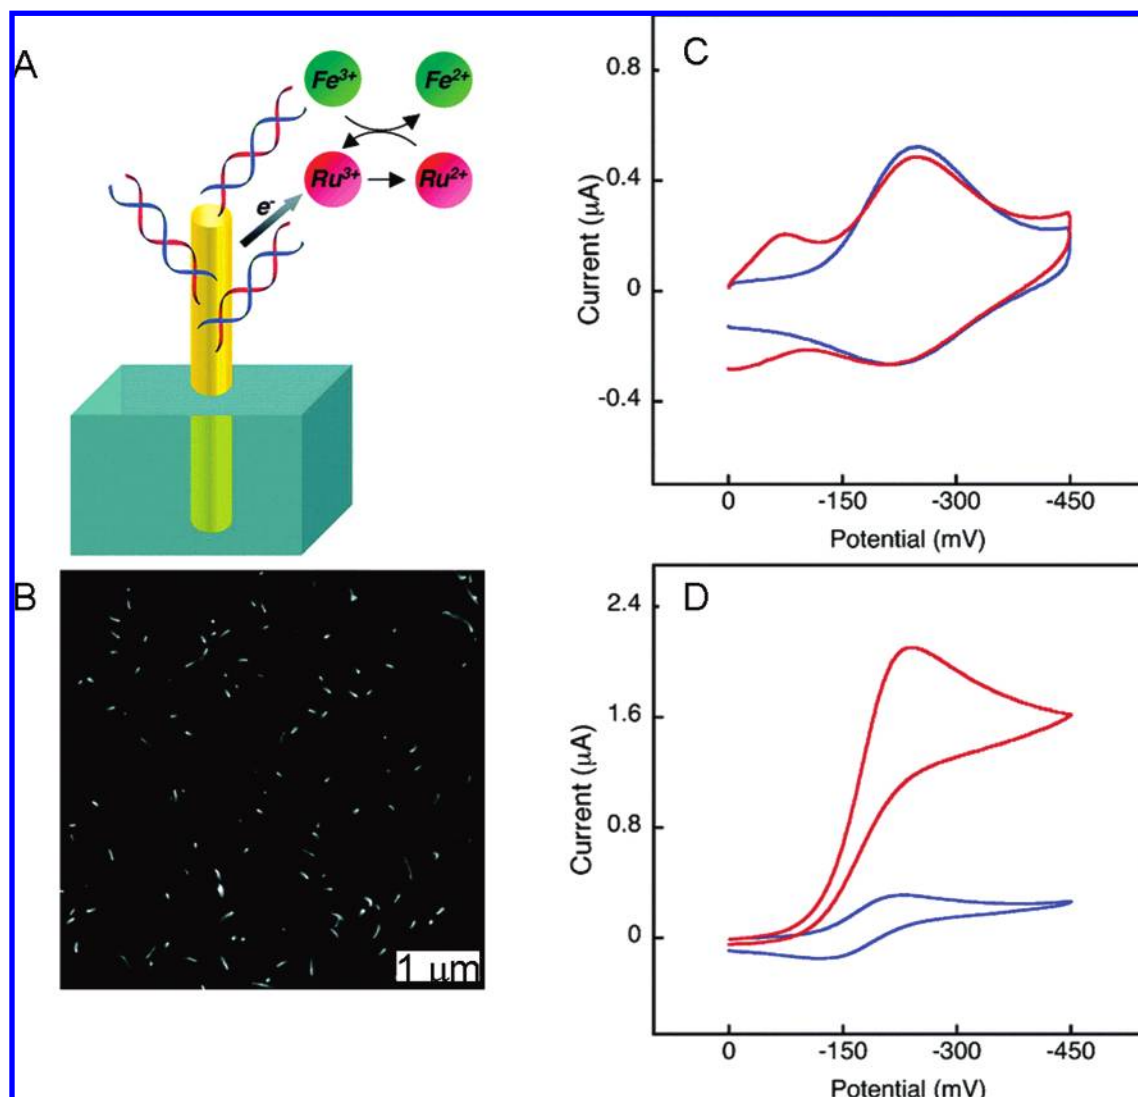 A
Fe3+
Fe2+
Ru3+
Ru2+
e-
B
1 μm
C
0.8
0.4
0
-0.4
Current (μA)
0
-150
-300
-450
Potential (mV)
D
2.4
1.6
0.8
0
Current (μA)
0
-150
-300
-450
Potential (mV)